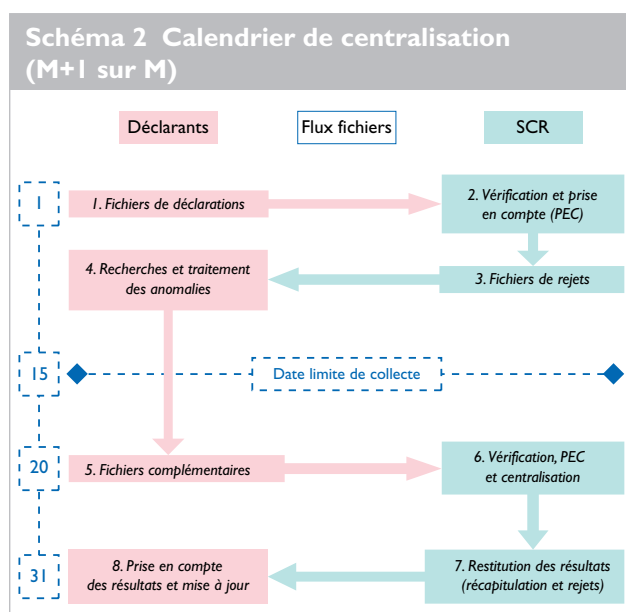 Schéma 2 Calendrier de centralisation
(M+1 sur M)
Déclarants
Flux fichiers
SCR
1
1. Fichiers de déclarations
2. Vérification et prise
en compte (PEC)
4. Recherches et traitement
des anomalies
3. Fichiers de rejets
15
Date limite de collecte
20
5. Fichiers complémentaires
6. Vérification, PEC
et centralisation
31
8. Prise en compte
des résultats et mise à jour
7. Restitution des résultats
(récapitulation et rejets)